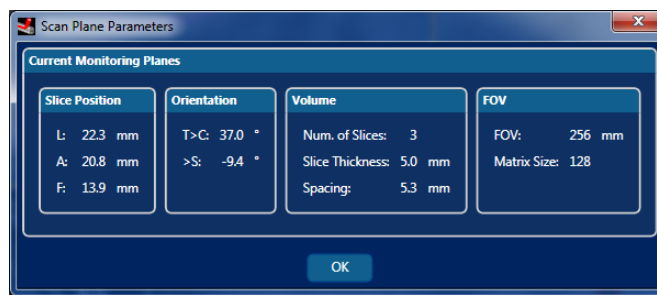 Scan Plane Parameters
Current Monitoring Planes
Slice Position
L: 22.3 mm
A: 20.8 mm
F: 13.9 mm
Orientation
T>C: 37.0 °
>S: -9.4 °
Volume
Num. of Slices: 3
Slice Thickness: 5.0 mm
Spacing: 5.3 mm
FOV
FOV: 256 mm
Matrix Size: 128
OK